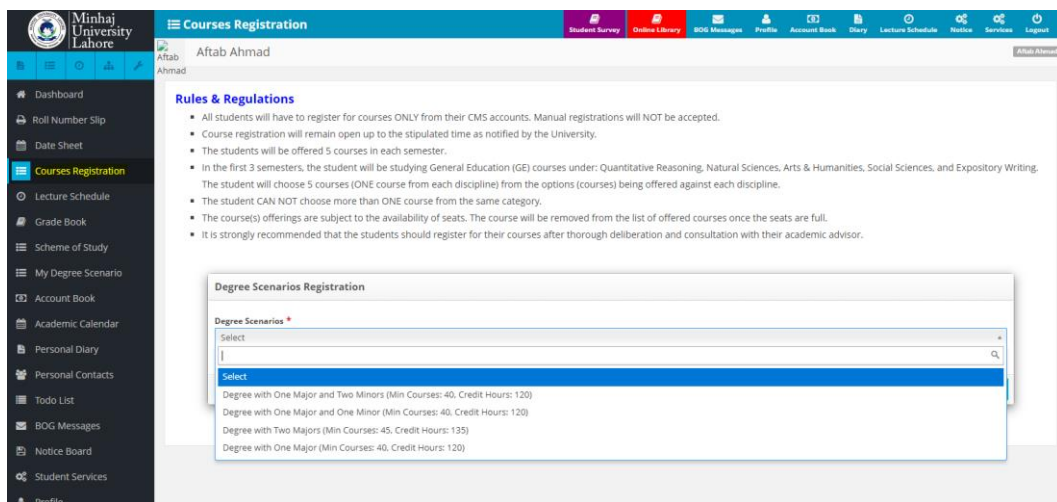 Minhaj
University
Lahore
Courses Registration
Student Survey
Online Library
BOG Messages
Profile
Account Book
Diary
Lecture Schedule
Notice
Services
Logout
Aftab
Ahmad
Aftab Ahmad
Aftab Ahmad
Dashboard
Roll Number Slip
Date Sheet
Courses Registration
Lecture Schedule
Grade Book
Scheme of Study
My Degree Scenario
Account Book
Academic Calendar
Personal Diary
Personal Contacts
Todo List
BOG Messages
Notice Board
Student Services
Profile
Rules & Regulations
All students will have to register for courses ONLY from their CMS accounts. Manual registrations will NOT be accepted.
Course registration will remain open up to the stipulated time as notified by the University.
The students will be offered 5 courses in each semester.
In the first 3 semesters, the student will be studying General Education (GE) courses under: Quantitative Reasoning, Natural Sciences, Arts & Humanities, Social Sciences, and Expository Writing.
The student will choose 5 courses (ONE course from each discipline) from the options (courses) being offered against each discipline.
The student CAN NOT choose more than ONE course from the same category.
The course(s) offerings are subject to the availability of seats. The course will be removed from the list of offered courses once the seats are full.
It is strongly recommended that the students should register for their courses after thorough deliberation and consultation with their academic advisor.
Degree Scenarios Registration
Degree Scenarios *
Select
Select
Degree with One Major and Two Minors (Min Courses: 40, Credit Hours: 120)
Degree with One Major and One Minor (Min Courses: 40, Credit Hours: 120)
Degree with Two Majors (Min Courses: 45, Credit Hours: 135)
Degree with One Major (Min Courses: 40, Credit Hours: 120)